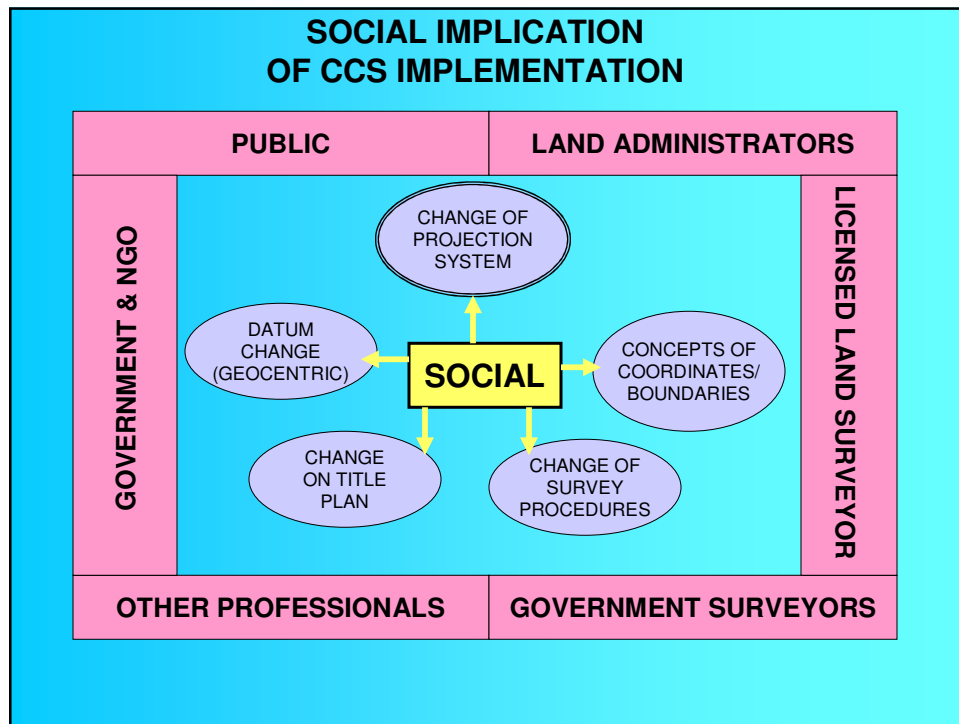 SOCIAL IMPLICATION
OF CCS IMPLEMENTATION
PUBLIC
LAND ADMINISTRATORS
GOVERNMENT & NGO
LICENSED LAND SURVEYOR
CHANGE OF
PROJECTION
SYSTEM
DATUM
CHANGE
(GEOCENTRIC)
SOCIAL
CONCEPTS OF
COORDINATES/
BOUNDARIES
CHANGE
ON TITLE
PLAN
CHANGE OF
SURVEY
PROCEDURES
OTHER PROFESSIONALS
GOVERNMENT SURVEYORS